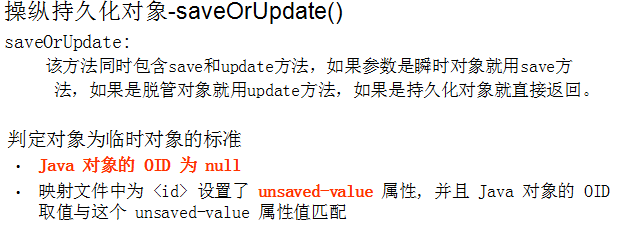 操纵持久化对象-saveOrUpdate()
saveOrUpdate:
该方法同时包含save和update方法，如果参数是瞬时对象就用save方
法，如果是脱管对象就用update方法，如果是持久化对象就直接返回。
判定对象为临时对象的标准
• Java 对象的 OID 为 null
• 映射文件中为 <id> 设置了 unsaved-value 属性, 并且 Java 对象的 OID
取值与这个 unsaved-value 属性值匹配